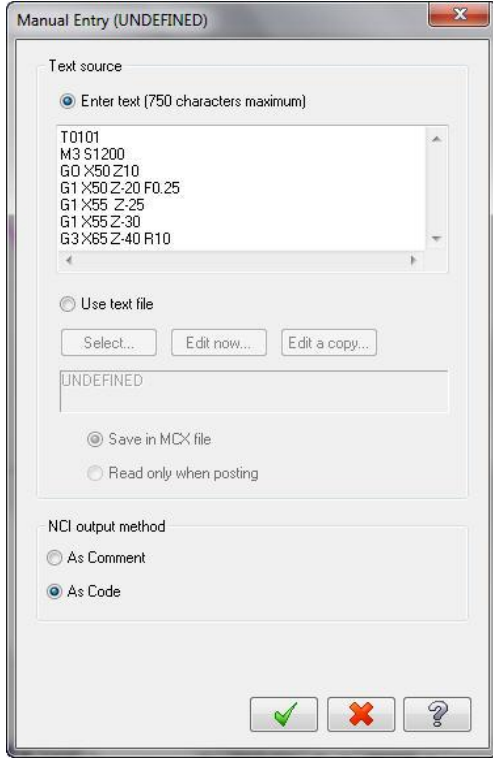 Manual Entry (UNDEFINED)
Text source
Enter text (750 characters maximum)
T0101
M3 S1200
G0 X50 Z10
G1 X50 Z-20 F0.25
G1 X55 Z-25
G1 X55 Z-30
G3 X65 Z-40 R10
Use text file
Select... Edit now... Edit a copy...
UNDEFINED
Save in MCX file
Read only when posting
NCI output method
As Comment
As Code